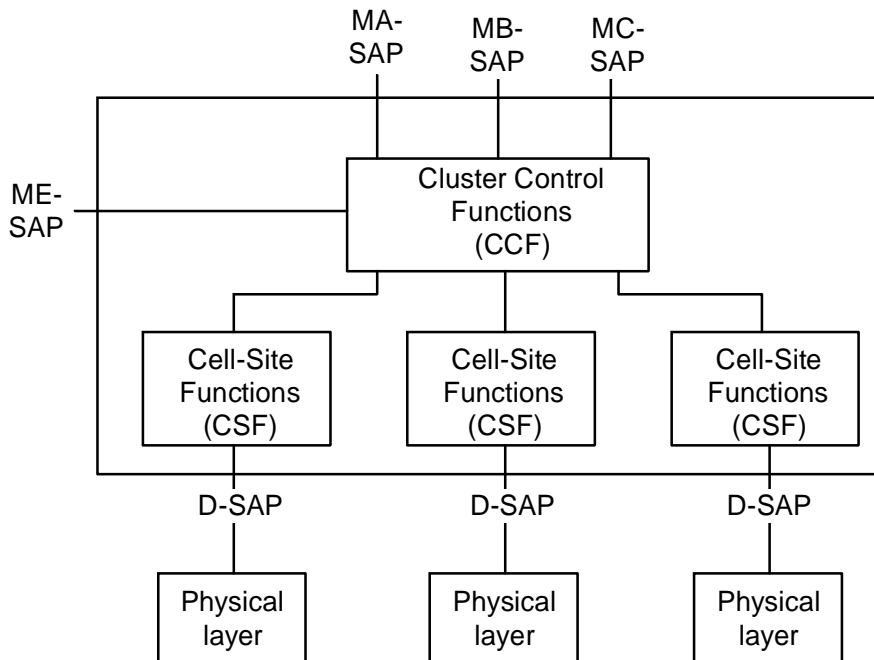 MA-
SAP
MB-
SAP
MC-
SAP
ME-
SAP
Cluster Control
Functions
(CCF)
Cell-Site
Functions
(CSF)
Cell-Site
Functions
(CSF)
Cell-Site
Functions
(CSF)
D-SAP
D-SAP
D-SAP
Physical
layer
Physical
layer
Physical
layer